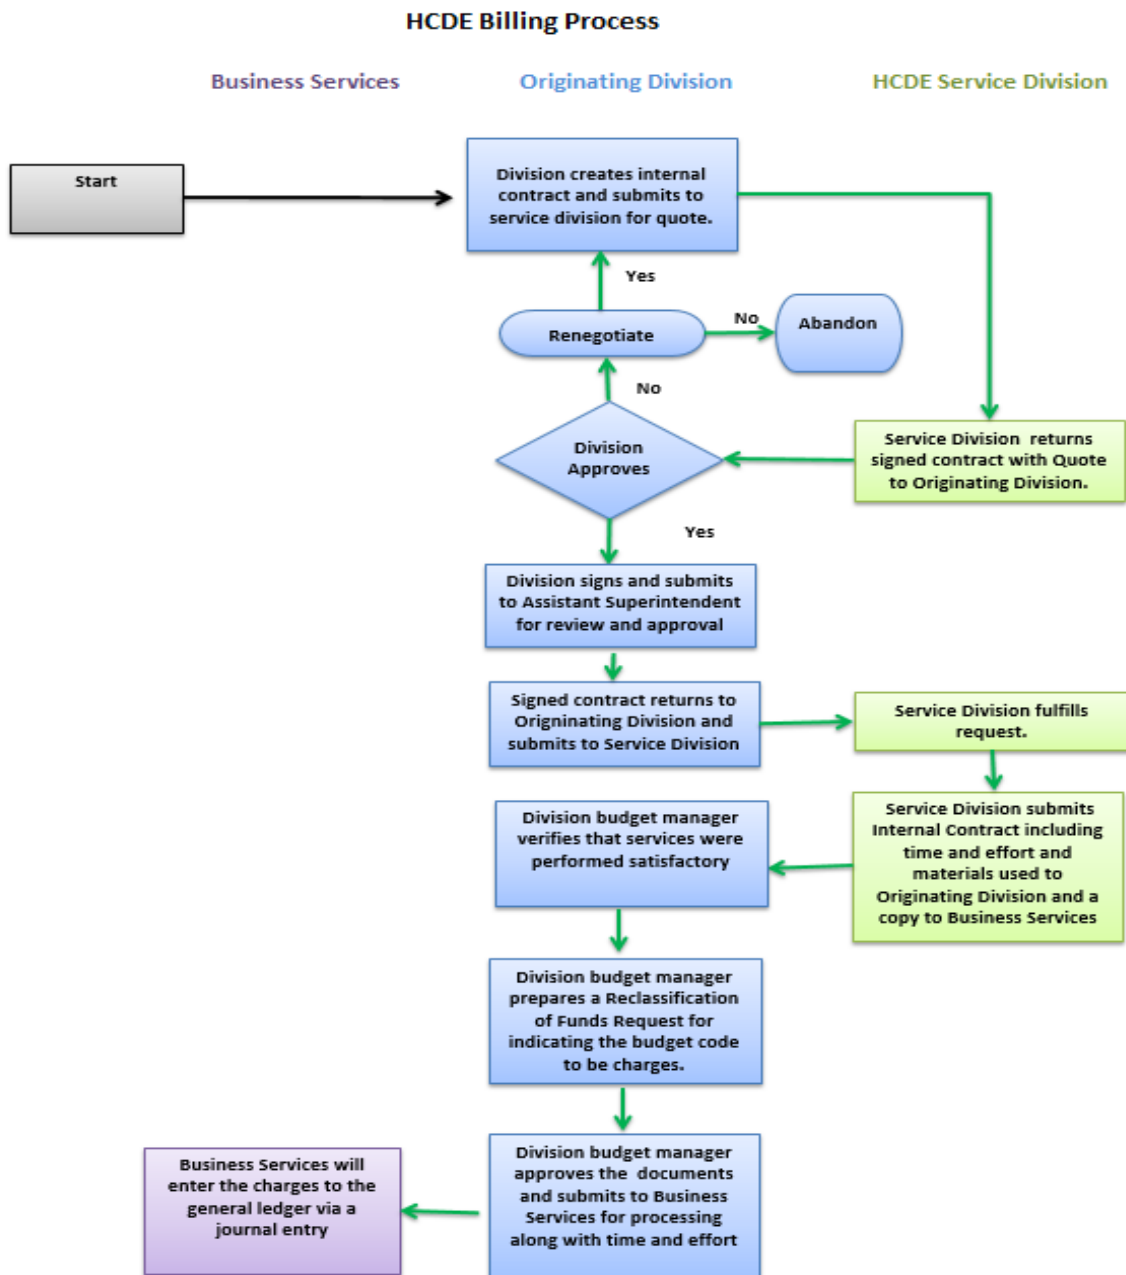 HCDE Billing Process
Business Services
Originating Division
HCDE Service Division
Start
Division creates internal
contract and submits to
service division for quote.
Yes
Renegotiate
No
Abandon
No
Division
Approves
Service Division returns
signed contract with Quote
to Originating Division.
Yes
Division signs and submits
to Assistant Superintendent
for review and approval
Signed contract returns to
Origninating Division and
submits to Service Division
Service Division fulfills
request.
Service Division submits
Internal Contract including
time and effort and
materials used to
Originating Division and a
copy to Business Services
Division budget manager
verifies that services were
performed satisfactory
Division budget manager
prepares a Reclassification
of Funds Request for
indicating the budget code
to be charges.
Division budget manager
approves the documents
and submits to Business
Services for processing
along with time and effort
Business Services will
enter the charges to the
general ledger via a
journal entry